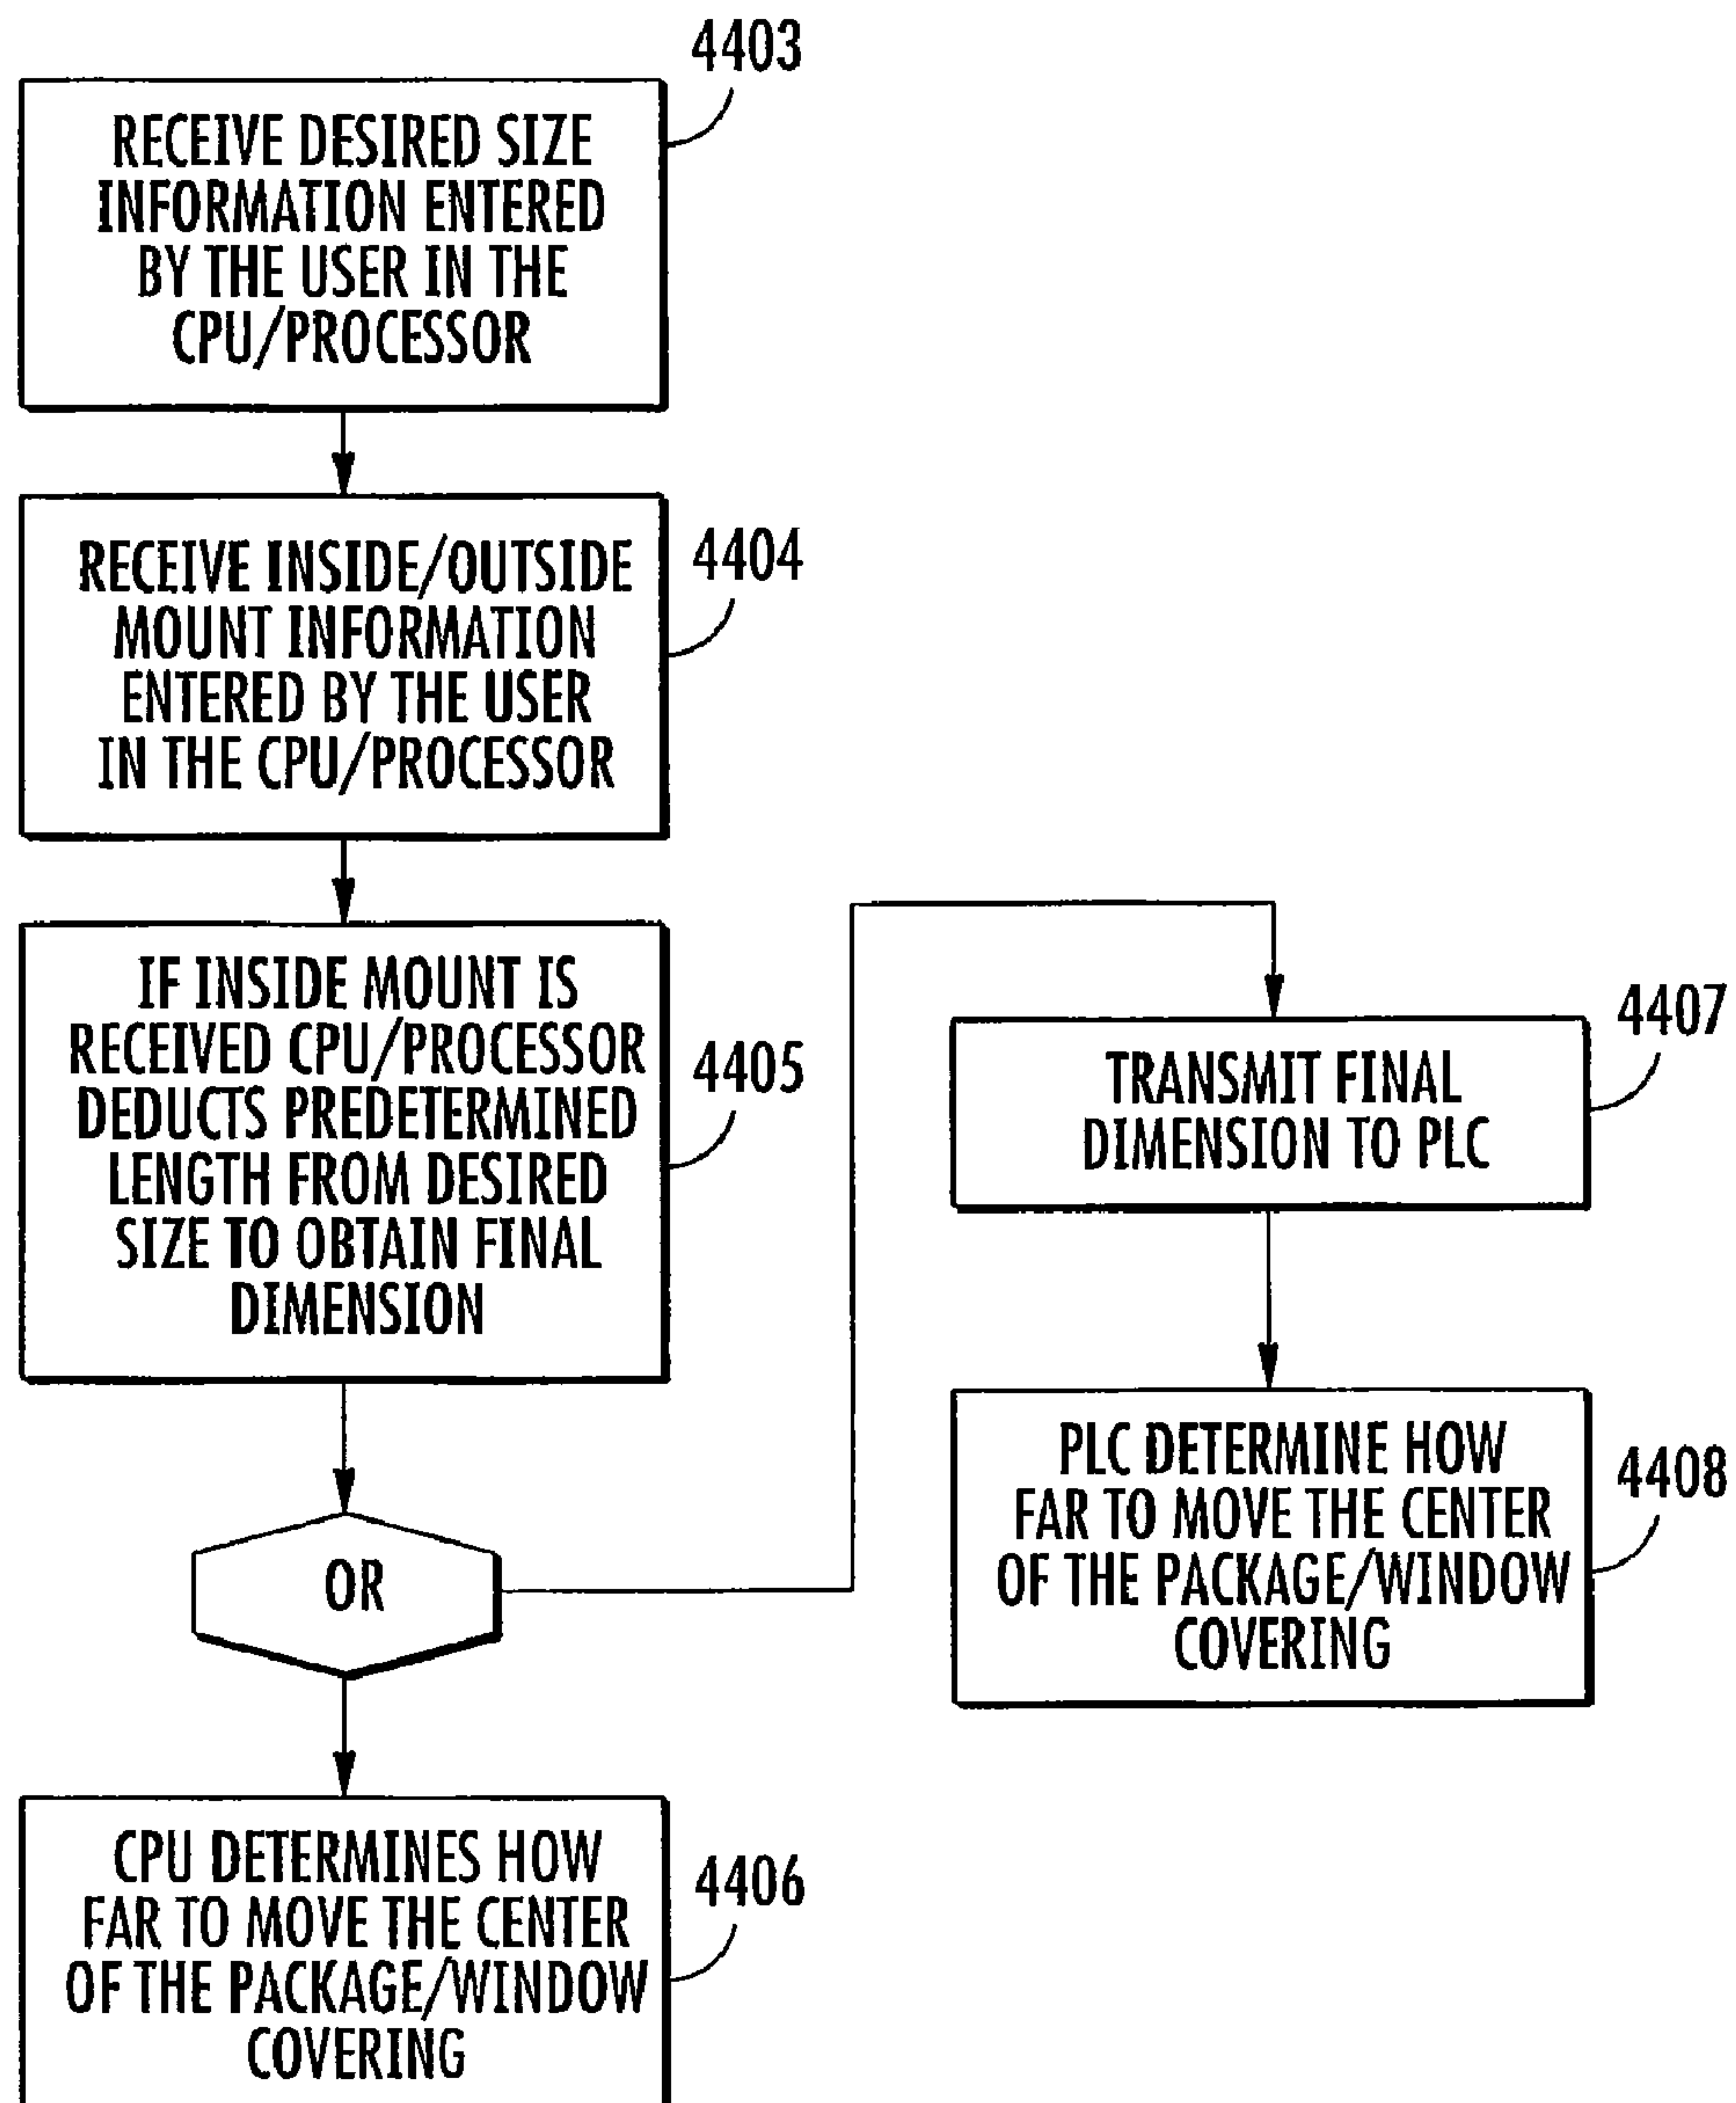 4403
RECEIVE DESIRED SIZE
INFORMATION ENTERED
BY THE USER IN THE
CPU/PROCESSOR
4404
RECEIVE INSIDE/OUTSIDE
MOUNT INFORMATION
ENTERED BY THE USER
IN THE CPU/PROCESSOR
4405
IF INSIDE MOUNT IS
RECEIVED CPU/PROCESSOR
DEDUCTS PREDETERMINED
LENGTH FROM DESIRED
SIZE TO OBTAIN FINAL
DIMENSION
OR
4406
CPU DETERMINES HOW
FAR TO MOVE THE CENTER
OF THE PACKAGE/WINDOW
COVERING
4407
TRANSMIT FINAL
DIMENSION TO PLC
4408
PLC DETERMINE HOW
FAR TO MOVE THE CENTER
OF THE PACKAGE/WINDOW
COVERING